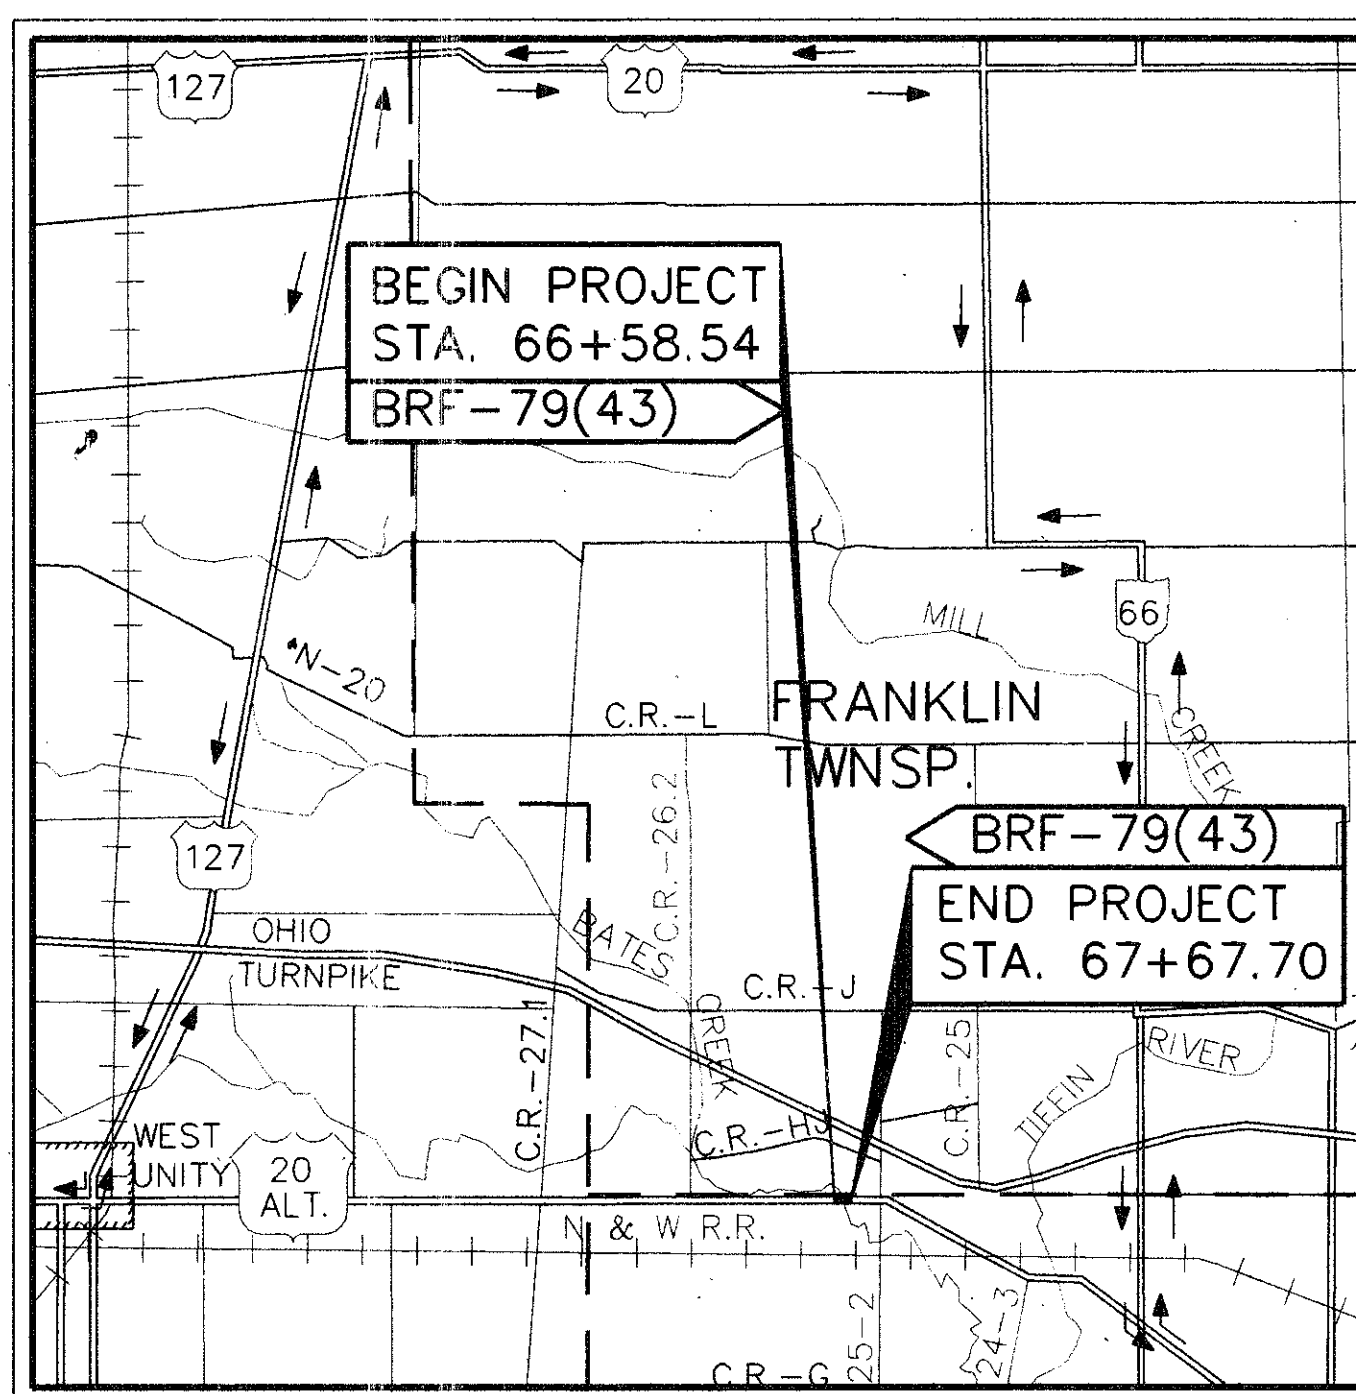 127
20
BEGIN PROJECT
STA. 66+58.54
BRF-79(43)
66
MILL
CREEK
N-20
C.R.-L
FRANKLIN
TWNSP.
C.R.-26.2
127
BRF-79(43)
END PROJECT
STA. 67+67.70
OHIO
TURNPIKE
BATES
CREEK
C.R.-J
C.R.-27.1
C.R.-25
TIFFIN
RIVER
C.R.-HJ
WEST
UNITY
20
ALT.
N & W R.R.
25-2
24-3
C.R-G